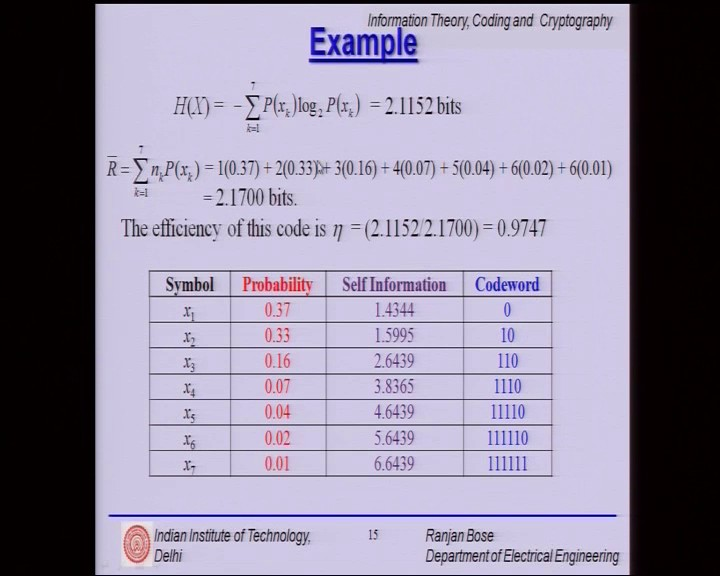 Information Theory, Coding and Cryptography
Example
H(X) = − ∑_{k=1}^{7} P(x_k) log₂ P(x_k) = 2.1152 bits
R̅ = ∑_{k=1}^{7} n_k P(x_k) = 1(0.37) + 2(0.33) + 3(0.16) + 4(0.07) + 5(0.04) + 6(0.02) + 6(0.01)
= 2.1700 bits.
The efficiency of this code is η = (2.1152/2.1700) = 0.9747
Symbol Probability Self Information Codeword
x₁ 0.37 1.4344 0
x₂ 0.33 1.5995 10
x₃ 0.16 2.6439 110
x₄ 0.07 3.8365 1110
x₅ 0.04 4.6439 11110
x₆ 0.02 5.6439 111110
x₇ 0.01 6.6439 111111
Indian Institute of Technology, 15 Ranjan Bose
Delhi Department of Electrical Engineering